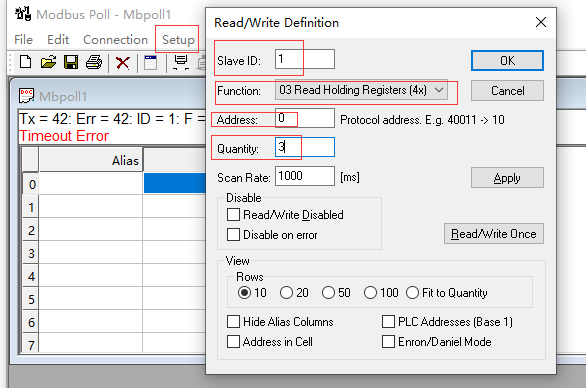 Modbus Poll - Mbpoll1
File Edit Connection Setup
Mbpoll1
Tx = 42: Err = 42: ID = 1: F =
Timeout Error
Alias
0
1
2
3
4
5
6
7
Read/Write Definition
Slave ID: 1 OK
Function: 03 Read Holding Registers (4x) Cancel
Address: 0 Protocol address. E.g. 40011 -> 10
Quantity: 3
Scan Rate: 1000 [ms] Apply
Disable
Read/Write Disabled
Disable on error
Read/Write Once
View
Rows
10 20 50 100 Fit to Quantity
Hide Alias Columns PLC Addresses (Base 1)
Address in Cell Enron/Daniel Mode